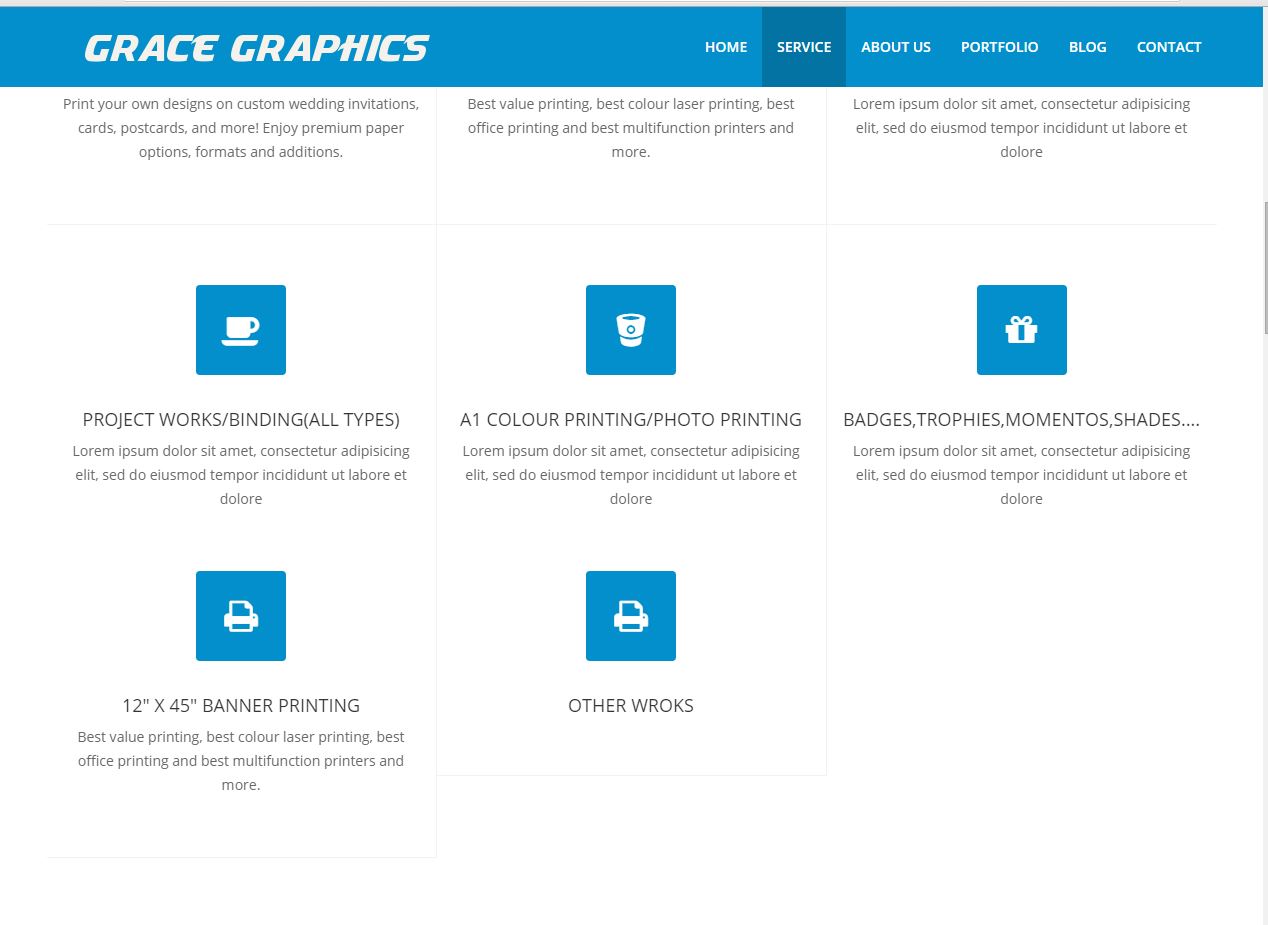 GRACE GRAPHICS
HOME SERVICE ABOUT US PORTFOLIO BLOG CONTACT
Print your own designs on custom wedding invitations,
cards, postcards, and more! Enjoy premium paper
options, formats and additions.
Best value printing, best colour laser printing, best
office printing and best multifunction printers and
more.
Lorem ipsum dolor sit amet, consectetur adipisicing
elit, sed do eiusmod tempor incididunt ut labore et
dolore
PROJECT WORKS/BINDING(ALL TYPES)
Lorem ipsum dolor sit amet, consectetur adipisicing
elit, sed do eiusmod tempor incididunt ut labore et
dolore
A1 COLOUR PRINTING/PHOTO PRINTING
Lorem ipsum dolor sit amet, consectetur adipisicing
elit, sed do eiusmod tempor incididunt ut labore et
dolore
BADGES,TROPHIES,MOMENTOS,SHADES....
Lorem ipsum dolor sit amet, consectetur adipisicing
elit, sed do eiusmod tempor incididunt ut labore et
dolore
12" X 45" BANNER PRINTING
Best value printing, best colour laser printing, best
office printing and best multifunction printers and
more.
OTHER WROKS